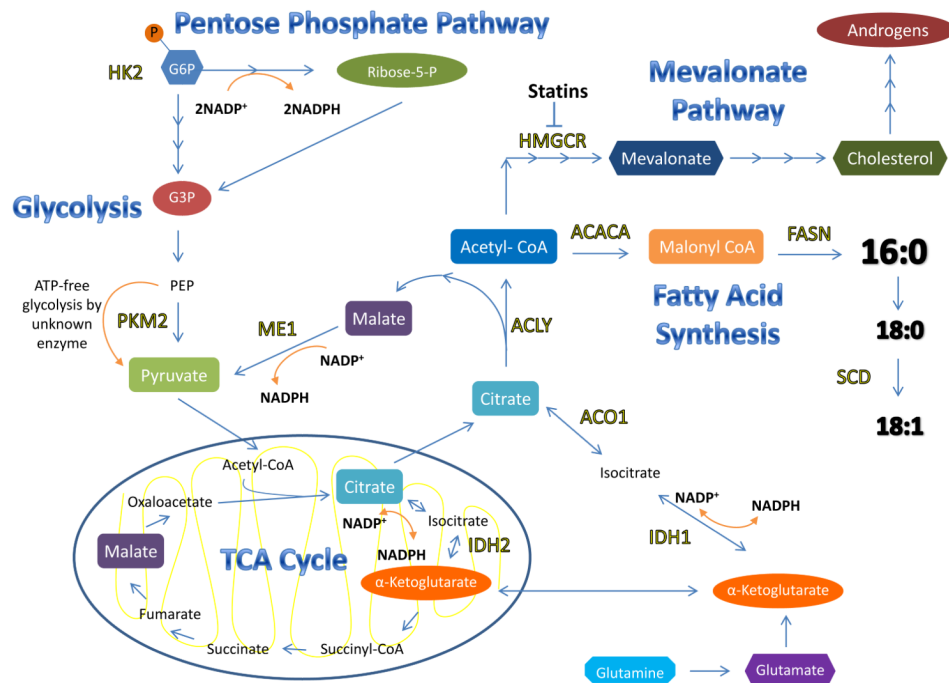 Pentose Phosphate Pathway
P
G6P
HK2
2NADP⁺
2NADPH
Ribose-5-P
Androgens
Mevalonate
Pathway
Statins
HMGCR
Mevalonate
Cholesterol
G3P
Glycolysis
Acetyl- CoA
ACACA
Malonyl CoA
FASN
16:0
Fatty Acid
Synthesis
18:0
SCD
18:1
ATP-free
glycolysis by
unknown
enzyme
PEP
PKM2
ME1
Malate
NADP⁺
NADPH
Pyruvate
ACLY
Citrate
ACO1
Isocitrate
NADP⁺
NADPH
IDH1
α-Ketoglutarate
Glutamine
Glutamate
Acetyl-CoA
Oxaloacetate
Citrate
NADP⁺
Isocitrate
NADPH
IDH2
Malate
TCA Cycle
α-Ketoglutarate
Fumarate
Succinate
Succinyl-CoA